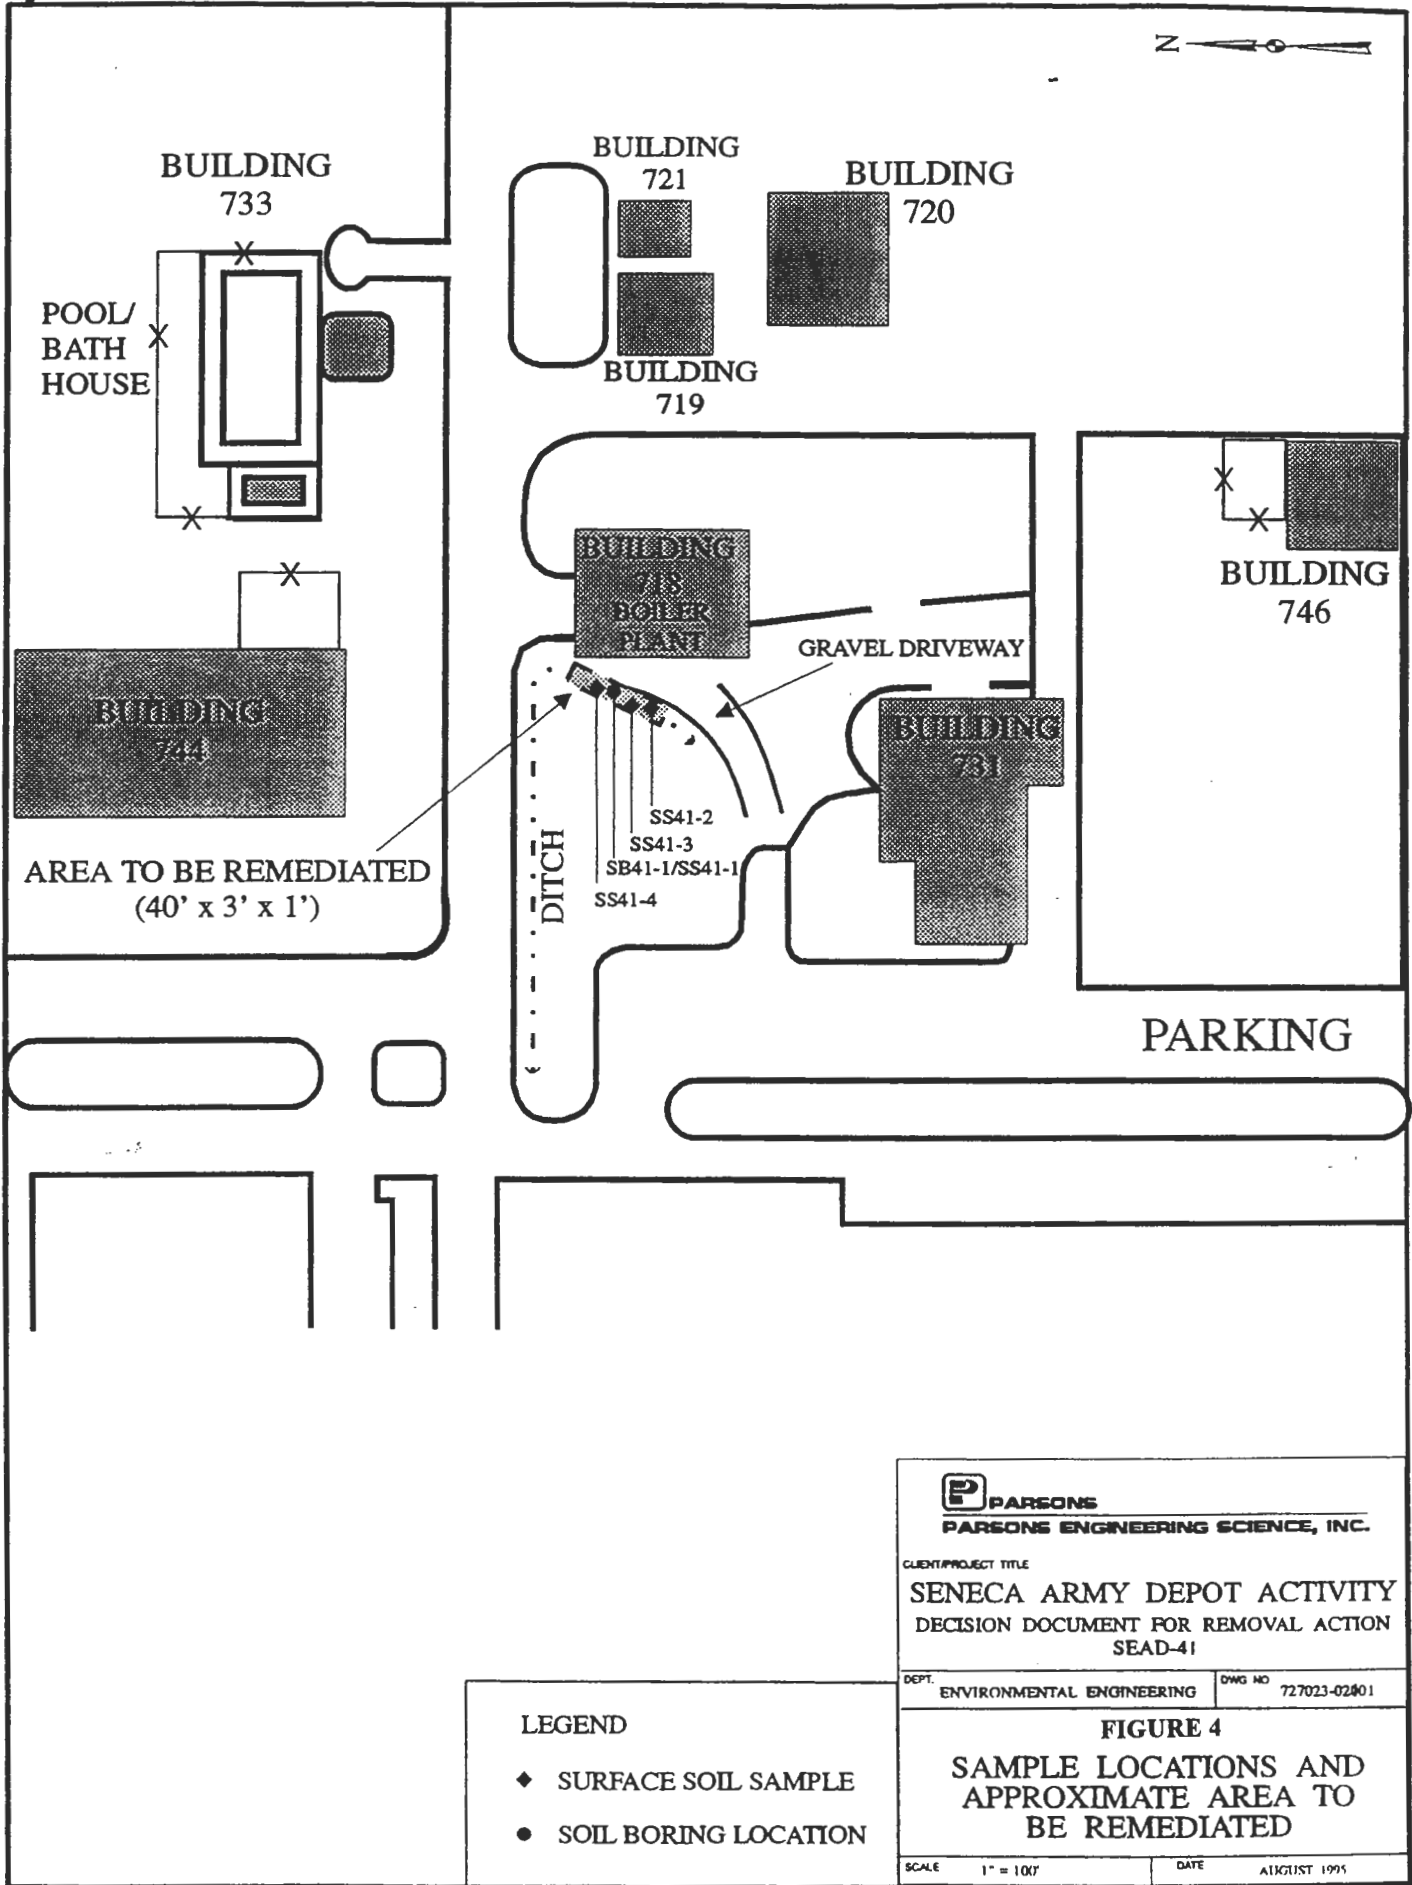 N
BUILDING
733
BUILDING
721
BUILDING
720
POOL/
BATH
HOUSE
BUILDING
719
BUILDING
718
BOILER
PLANT
BUILDING
746
GRAVEL DRIVEWAY
BUILDING
744
BUILDING
731
SS41-2
SS41-3
SB41-1/SS41-1
SS41-4
DITCH
AREA TO BE REMEDIATED
(40' x 3' x 1')
PARKING
PARSONS
PARSONS ENGINEERING SCIENCE, INC.
CLIENT/PROJECT TITLE
SENECA ARMY DEPOT ACTIVITY
DECISION DOCUMENT FOR REMOVAL ACTION
SEAD-41
DEPT. ENVIRONMENTAL ENGINEERING
DWG NO 727023-02001
FIGURE 4
SAMPLE LOCATIONS AND
APPROXIMATE AREA TO
BE REMEDIATED
SCALE 1" = 100'
DATE AUGUST 1995
LEGEND
SURFACE SOIL SAMPLE
SOIL BORING LOCATION